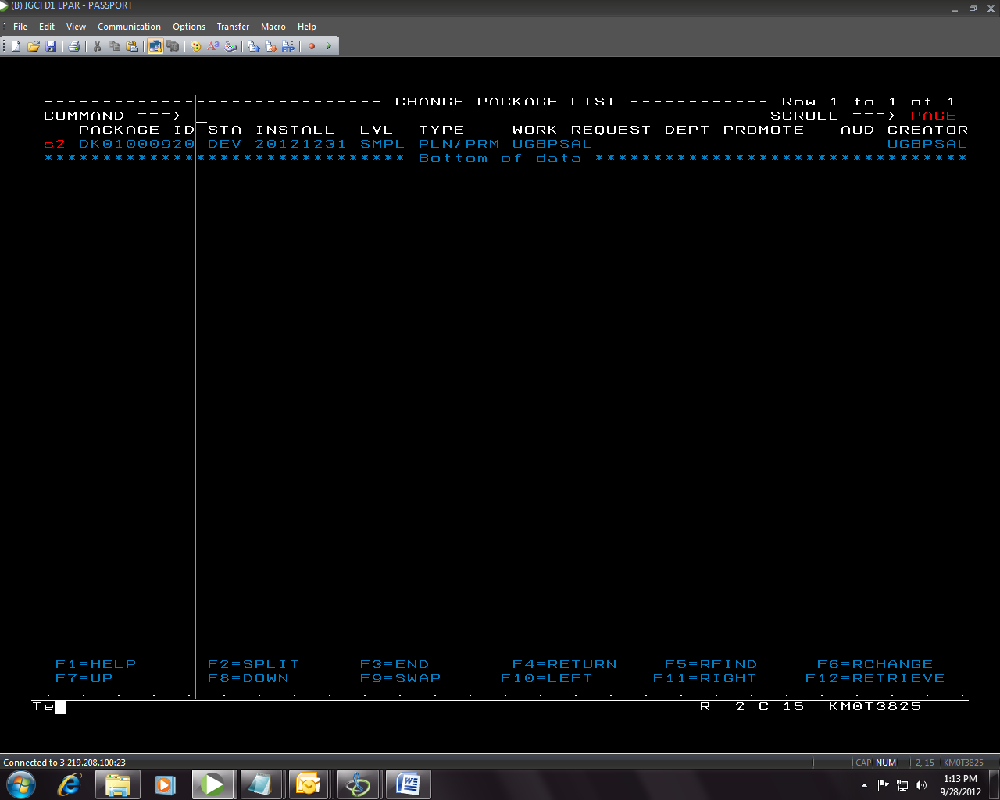 (B) IGCFD1 LPAR - PASSPORT
File Edit View Communication Options Transfer Macro Help
----------------------------- CHANGE PACKAGE LIST ------------ Row 1 to 1 of 1
COMMAND ===> _ SCROLL ===> PAGE
PACKAGE ID STA INSTALL LVL TYPE WORK REQUEST DEPT PROMOTE AUD CREATOR
s2 DK01000920 DEV 20121231 SMPL PLN/PRM UGBPSAL UGBPSAL
******************************* Bottom of data ********************************
F1=HELP F2=SPLIT F3=END F4=RETURN F5=RFIND F6=RCHANGE
F7=UP F8=DOWN F9=SWAP F10=LEFT F11=RIGHT F12=RETRIEVE
Te R 2 C 15 KM0T3825
Connected to 3.219.208.100:23 CAP NUM 2, 15 KM0T3825
1:13 PM
9/28/2012